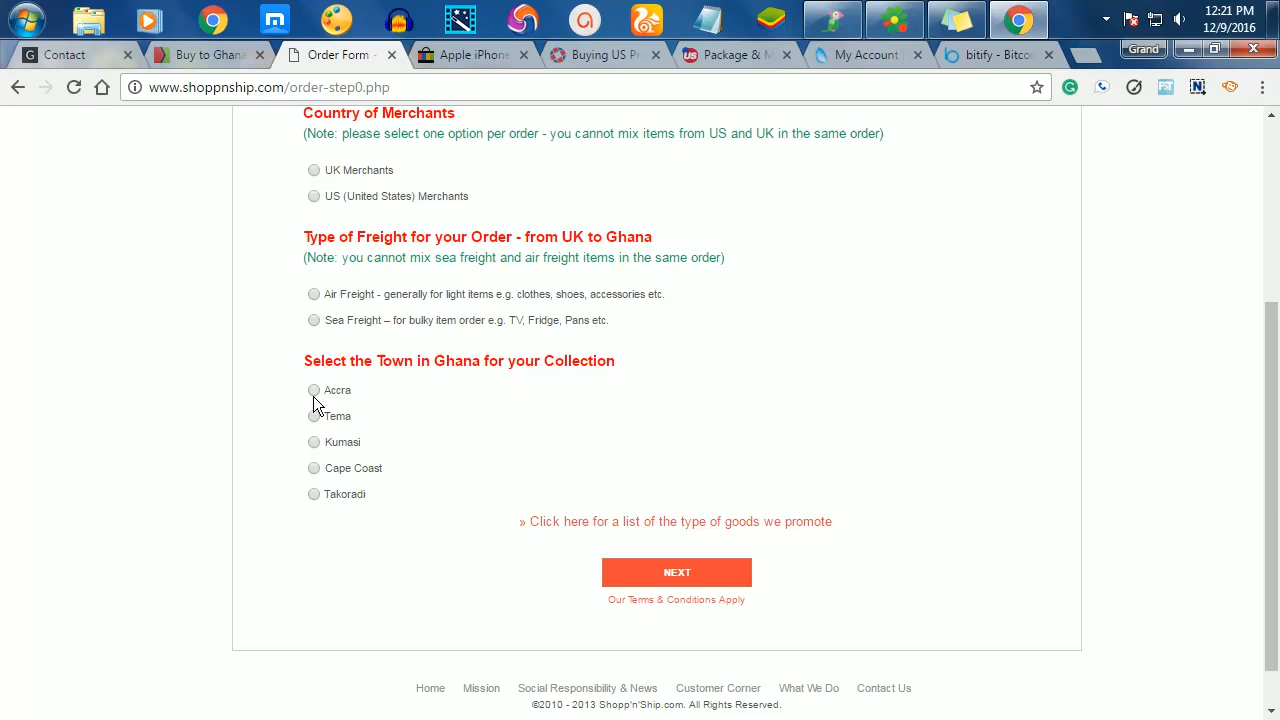 12:21 PM
12/9/2016
Contact
Buy to Ghana
Order Form -
Apple iPhone
Buying US Pr
Package & M
My Account
bitify - Bitco
Grand
www.shoppnship.com/order-step0.php
Country of Merchants
(Note: please select one option per order - you cannot mix items from US and UK in the same order)
UK Merchants
US (United States) Merchants
Type of Freight for your Order - from UK to Ghana
(Note: you cannot mix sea freight and air freight items in the same order)
Air Freight - generally for light items e.g. clothes, shoes, accessories etc.
Sea Freight – for bulky item order e.g. TV, Fridge, Pans etc.
Select the Town in Ghana for your Collection
Accra
Tema
Kumasi
Cape Coast
Takoradi
» Click here for a list of the type of goods we promote
NEXT
Our Terms & Conditions Apply
Home Mission Social Responsibility & News Customer Corner What We Do Contact Us
©2010 - 2013 Shopp'n'Ship.com. All Rights Reserved.